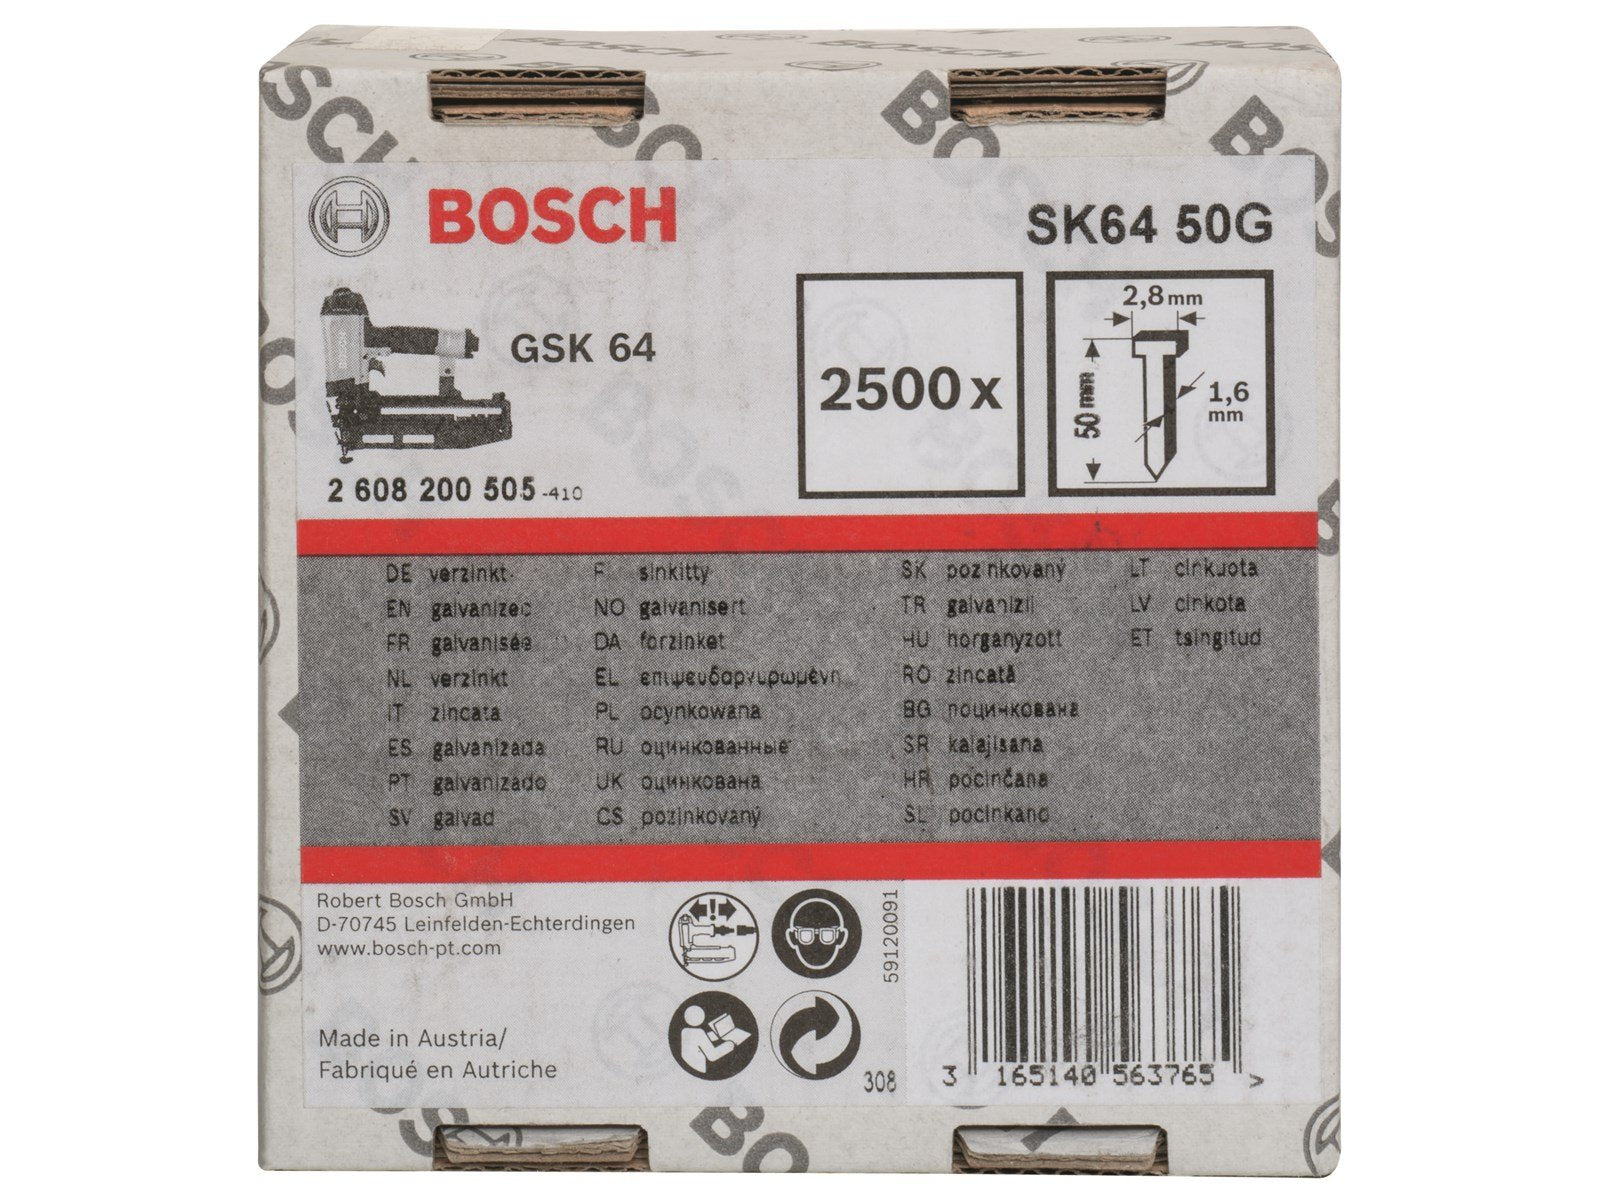 BOSCH
SK64 50G
GSK 64
2500 x
2,8 mm
50 mm
1,6 mm
2 608 200 505 -410
DE verzinkt
EN galvanized
FR galvanisée
NL verzinkt
IT zincata
ES galvanizada
PT galvanizado
SV galvad
F sinkitty
NO galvanisert
DA forzinket
EL επιψευδαργυρωμένη
PL ocynkowana
RU оцинкованные
UK оцинкована
CS pozinkovaný
SK pozinkovaný
TR galvanizli
HU horganyzott
RO zincată
BG поцинкована
SR kalajisana
HR pocinčana
SL pocinkano
LT cinkuota
LV cinkota
ET tsingitud
Robert Bosch GmbH
D-70745 Leinfelden-Echterdingen
www.bosch-pt.com
Made in Austria/
Fabriqué en Autriche
59120091
308
3 165140 563765 >